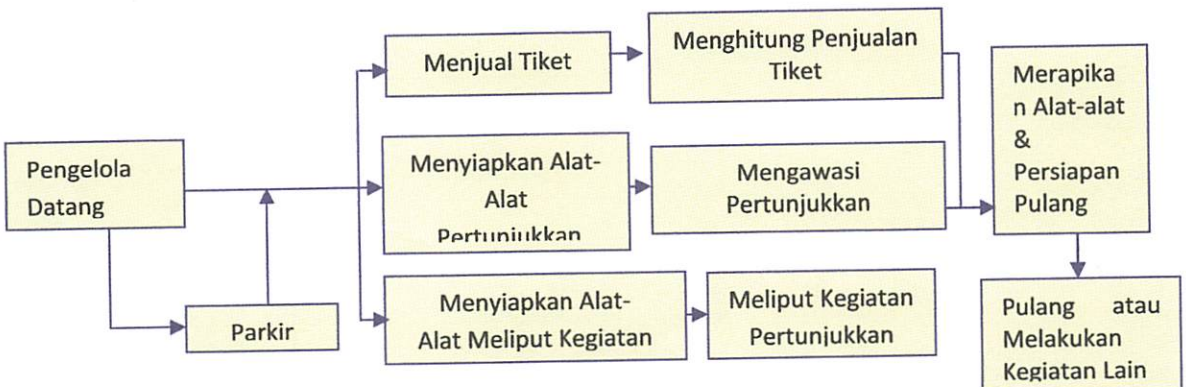 Pengelola
Datang
Parkir
Menjual Tiket
Menghitung Penjualan
Tiket
Menyiapkan Alat-
Alat
Pertunjukkan
Mengawasi
Pertunjukkan
Menyiapkan Alat-
Alat Meliput Kegiatan
Meliput Kegiatan
Pertunjukkan
Merapika
n Alat-alat
&
Persiapan
Pulang
Pulang atau
Melakukan
Kegiatan Lain